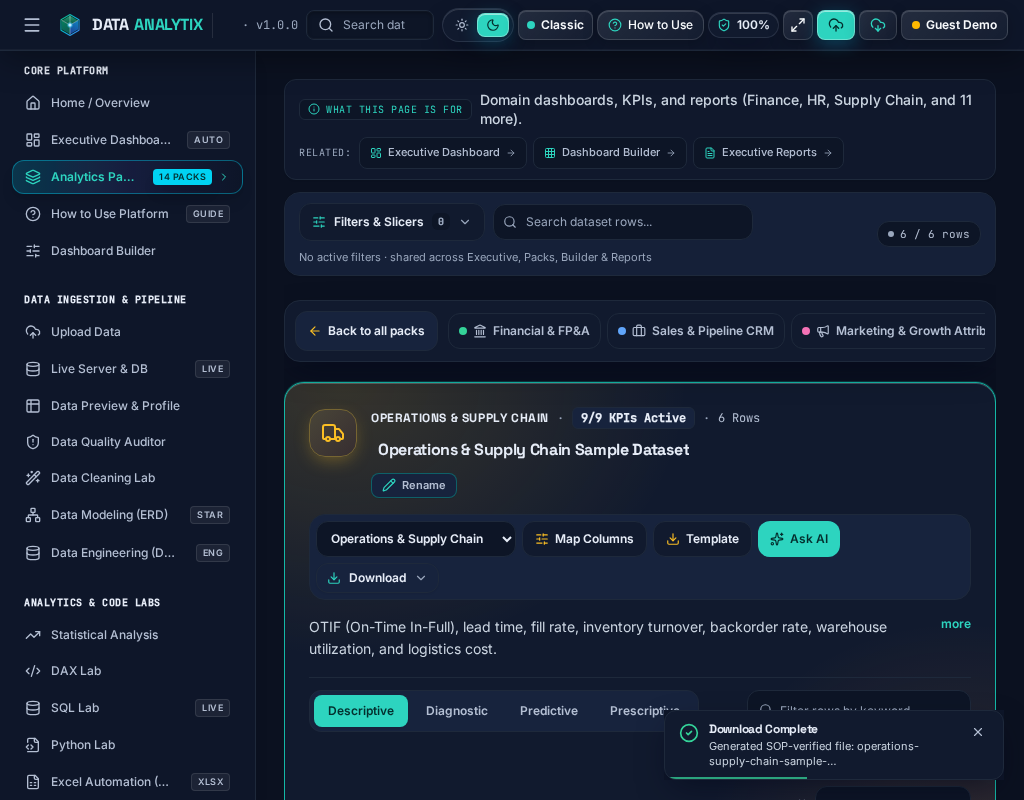 DATA ANALYTIX
· v1.0.0
Search dat
Classic
How to Use
100%
Guest Demo
CORE PLATFORM
Home / Overview
Executive Dashboa... AUTO
Analytics Pa... 14 PACKS
How to Use Platform GUIDE
Dashboard Builder
DATA INGESTION & PIPELINE
Upload Data
Live Server & DB LIVE
Data Preview & Profile
Data Quality Auditor
Data Cleaning Lab
Data Modeling (ERD) STAR
Data Engineering (D... ENG
ANALYTICS & CODE LABS
Statistical Analysis
DAX Lab
SQL Lab LIVE
Python Lab
Excel Automation (... XLSX
WHAT THIS PAGE IS FOR
Domain dashboards, KPIs, and reports (Finance, HR, Supply Chain, and 11
more).
RELATED: Executive Dashboard → Dashboard Builder → Executive Reports →
Filters & Slicers 0
Search dataset rows...
6 / 6 rows
No active filters · shared across Executive, Packs, Builder & Reports
Back to all packs
Financial & FP&A
Sales & Pipeline CRM
Marketing & Growth Attrib
OPERATIONS & SUPPLY CHAIN · 9/9 KPIs Active · 6 Rows
Operations & Supply Chain Sample Dataset
Rename
Operations & Supply Chain
Map Columns
Template
Ask AI
Download
OTIF (On-Time In-Full), lead time, fill rate, inventory turnover, backorder rate, warehouse
utilization, and logistics cost.
more
Descriptive Diagnostic Predictive Prescriptive
Filter rows by keyword
Download Complete
Generated SOP-verified file: operations-
supply-chain-sample-...